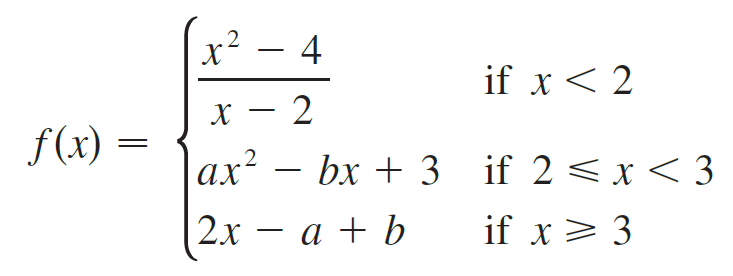 f(x) = { (x² − 4)/(x − 2) if x < 2
ax² − bx + 3 if 2 ⩽ x < 3
2x − a + b if x ⩾ 3